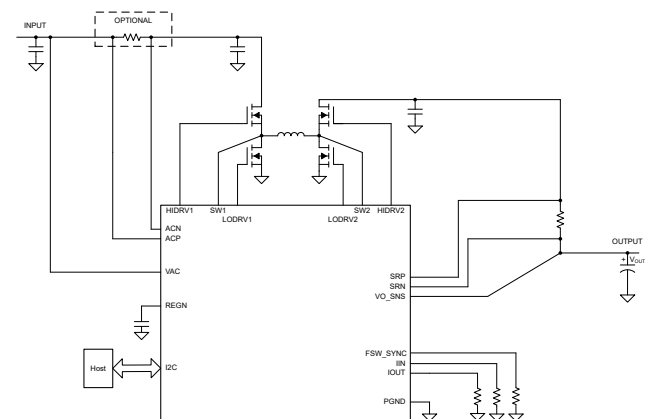 INPUT
OPTIONAL
HIDRV1
SW1
LODRV1
LODRV2
SW2
HIDRV2
ACN
ACP
VAC
REGN
Host
I2C
SRP
SRN
VO_SNS
OUTPUT
+ VOUT
FSW_SYNC
IIN
IOUT
PGND